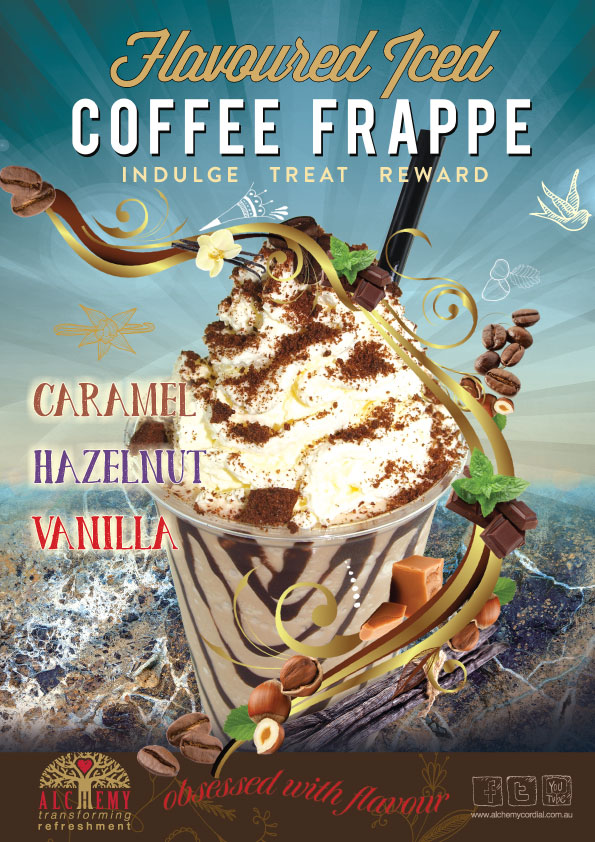 Flavoured Iced
COFFEE FRAPPE
INDULGE TREAT REWARD
CARAMEL
HAZELNUT
VANILLA
ALCHEMY
transforming
refreshment
obsessed with flavour
f t YOU TUBE
www.alchemycordial.com.au